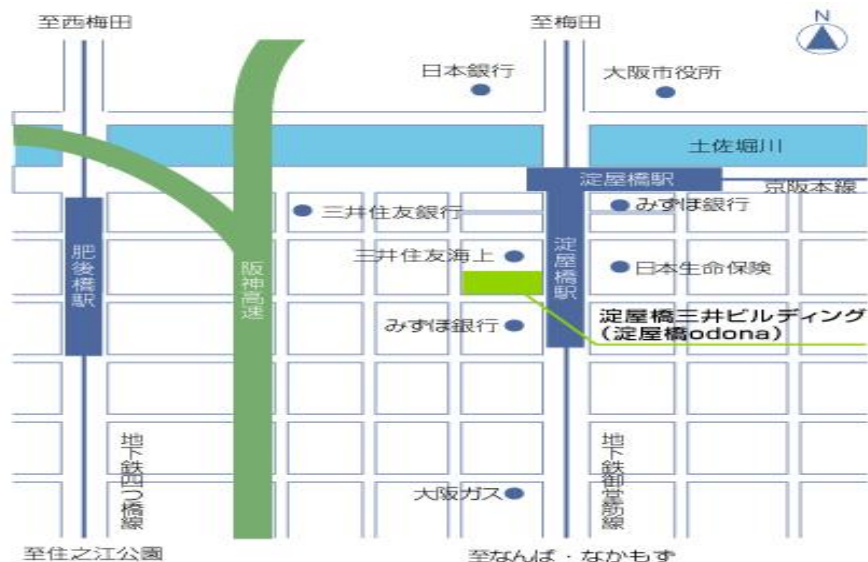 至西梅田
至梅田
N
日本銀行
大阪市役所
土佐堀川
淀屋橋駅
京阪本線
三井住友銀行
みずほ銀行
肥後橋駅
阪神高速
三井住友海上
淀屋橋駅
日本生命保険
淀屋橋三井ビルディング
(淀屋橋odona)
みずほ銀行
地下鉄四つ橋線
地下鉄御堂筋線
大阪ガス
至住之江公園
至なんば・なかもず